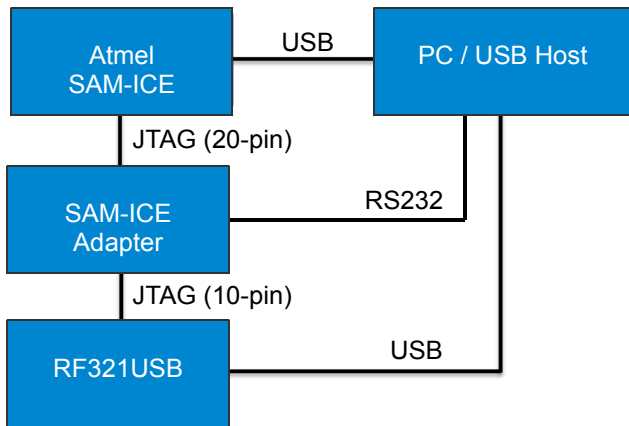 Atmel
SAM-ICE
USB
PC / USB Host
JTAG (20-pin)
SAM-ICE
Adapter
RS232
JTAG (10-pin)
RF321USB
USB